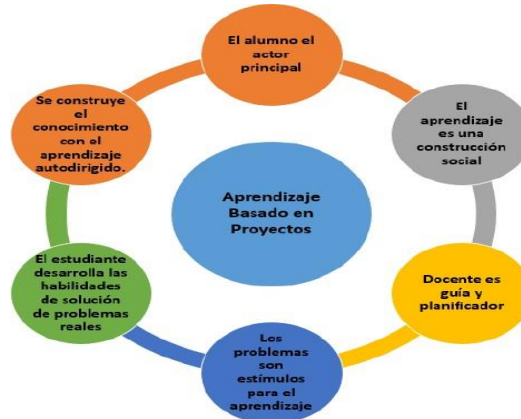 El alumno el
actor
principal
El
aprendizaje
es una
construcción
social
Docente es
guía y
planificador
Los
problemas
son
estímulos
para el
aprendizaje
El estudiante
desarrolla las
habilidades
de solución
de problemas
reales
Se construye
el
conocimiento
con el
aprendizaje
autodirigido.
Aprendizaje
Basado en
Proyectos